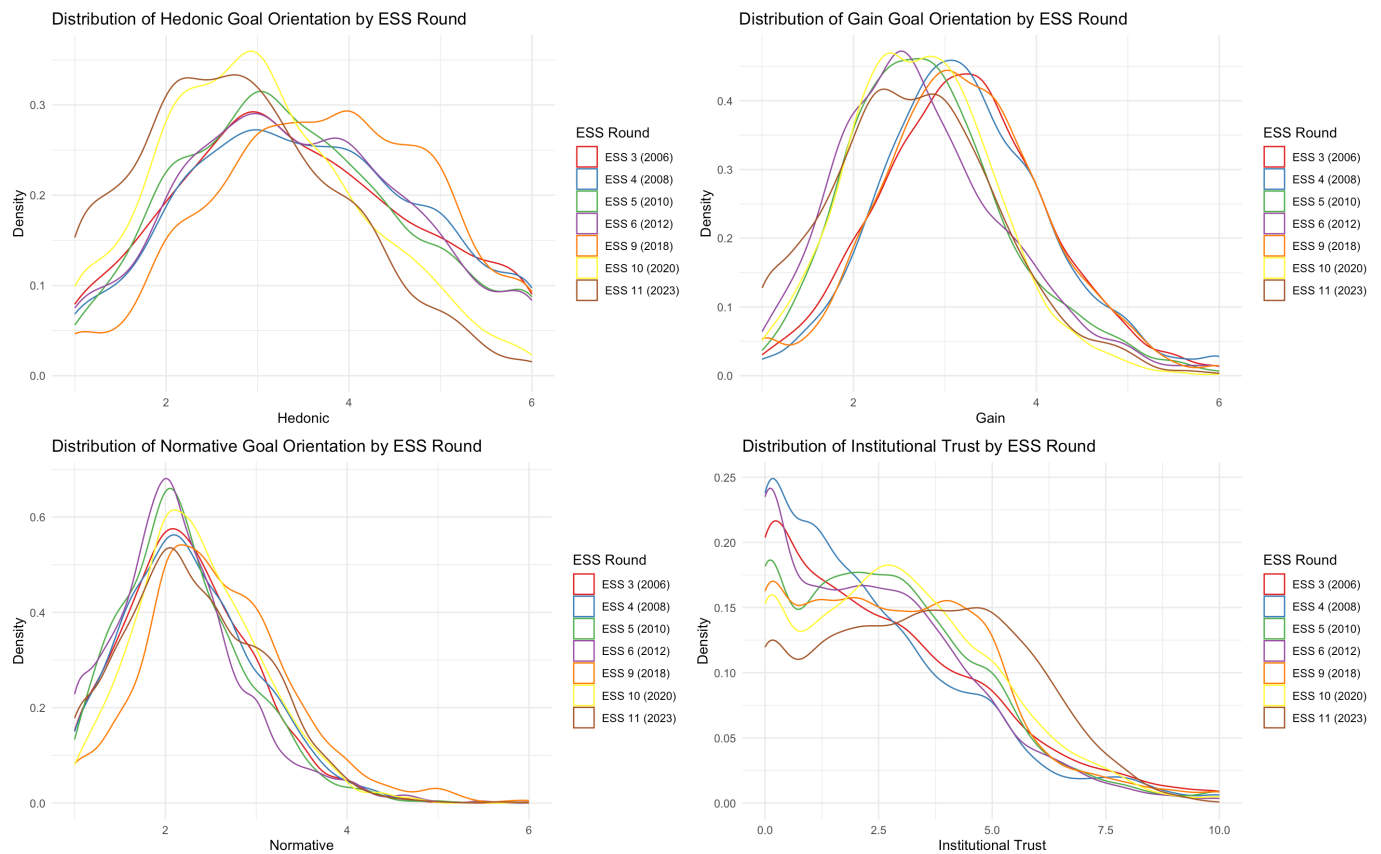 Distribution of Hedonic Goal Orientation by ESS Round
Density
0.3
0.2
0.1
0.0
2
4
6
Hedonic
ESS Round
ESS 3 (2006)
ESS 4 (2008)
ESS 5 (2010)
ESS 6 (2012)
ESS 9 (2018)
ESS 10 (2020)
ESS 11 (2023)
Distribution of Gain Goal Orientation by ESS Round
Density
0.4
0.3
0.2
0.1
0.0
2
4
6
Gain
ESS Round
ESS 3 (2006)
ESS 4 (2008)
ESS 5 (2010)
ESS 6 (2012)
ESS 9 (2018)
ESS 10 (2020)
ESS 11 (2023)
Distribution of Normative Goal Orientation by ESS Round
Density
0.6
0.4
0.2
0.0
2
4
6
Normative
ESS Round
ESS 3 (2006)
ESS 4 (2008)
ESS 5 (2010)
ESS 6 (2012)
ESS 9 (2018)
ESS 10 (2020)
ESS 11 (2023)
Distribution of Institutional Trust by ESS Round
Density
0.25
0.20
0.15
0.10
0.05
0.00
0.0
2.5
5.0
7.5
10.0
Institutional Trust
ESS Round
ESS 3 (2006)
ESS 4 (2008)
ESS 5 (2010)
ESS 6 (2012)
ESS 9 (2018)
ESS 10 (2020)
ESS 11 (2023)